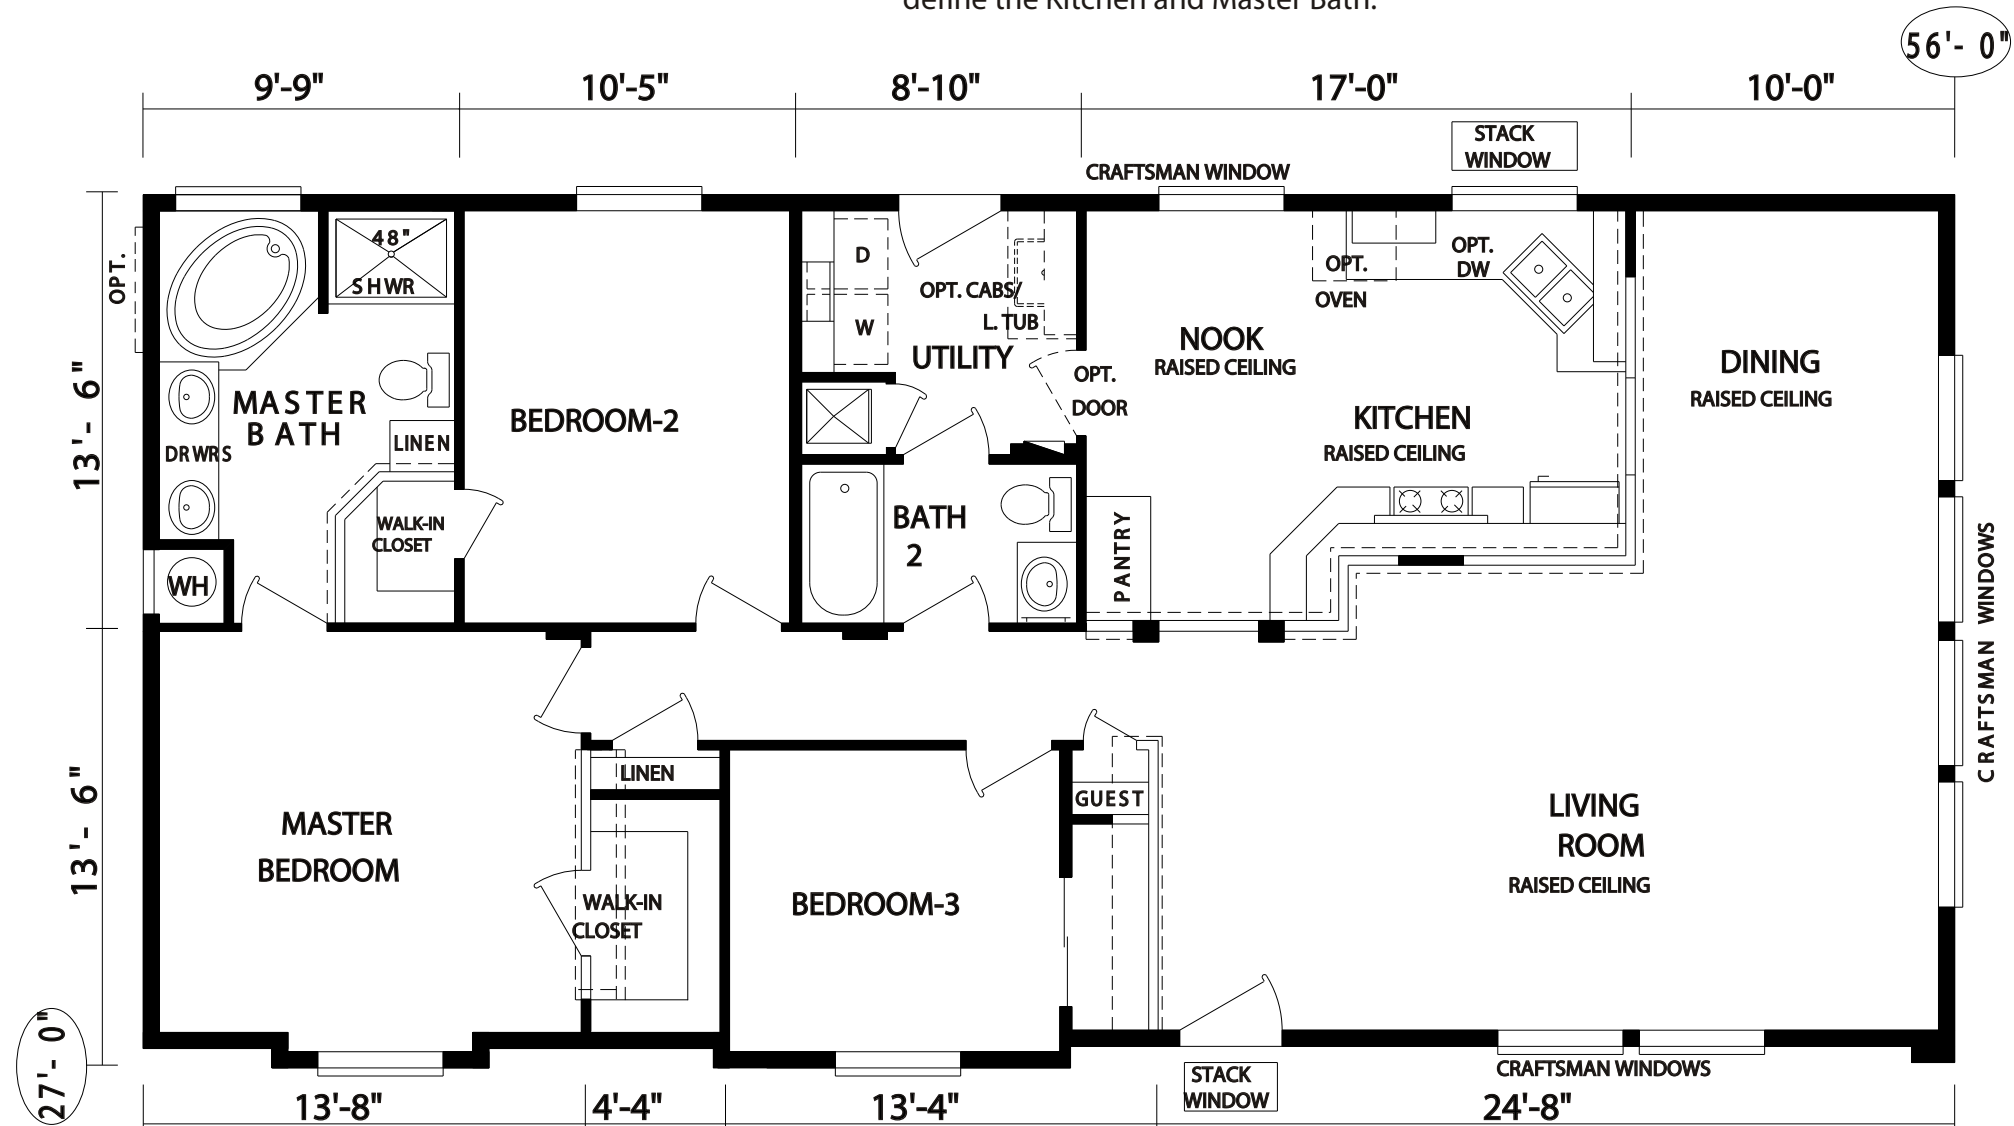 define the Kitchen and Master Bath.
56'- 0"
9'-9"
10'-5"
8'-10"
17'-0"
10'-0"
STACK
WINDOW
CRAFTSMAN WINDOW
OPT.
48"
SHWR
D
W
OPT. CABS/
L. TUB
UTILITY
OPT.
DOOR
OPT.
OVEN
OPT.
DW
NOOK
RAISED CEILING
KITCHEN
RAISED CEILING
DINING
RAISED CEILING
13'- 6"
MASTER
BATH
DRWRS
LINEN
WALK-IN
CLOSET
WH
BEDROOM-2
BATH
2
PANTRY
CRAFTSMAN WINDOWS
13'- 6"
MASTER
BEDROOM
LINEN
WALK-IN
CLOSET
BEDROOM-3
GUEST
LIVING
ROOM
RAISED CEILING
27'- 0"
STACK
WINDOW
CRAFTSMAN WINDOWS
13'-8"
4'-4"
13'-4"
24'-8"